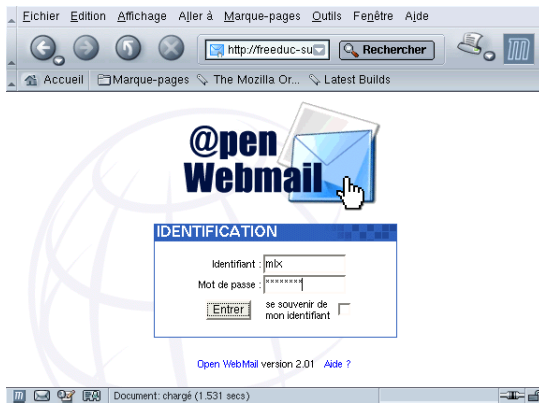 Fichier Edition Affichage Aller à Marque-pages Outils Fenêtre Aide
http://freeduc-su Rechercher
Accueil Marque-pages The Mozilla Or... Latest Builds
@pen
Webmail
IDENTIFICATION
Identifiant : mlx
Mot de passe : ********
Entrer se souvenir de
mon identifiant
Open WebMail version 2.01 Aide ?
Document: chargé (1.531 secs)